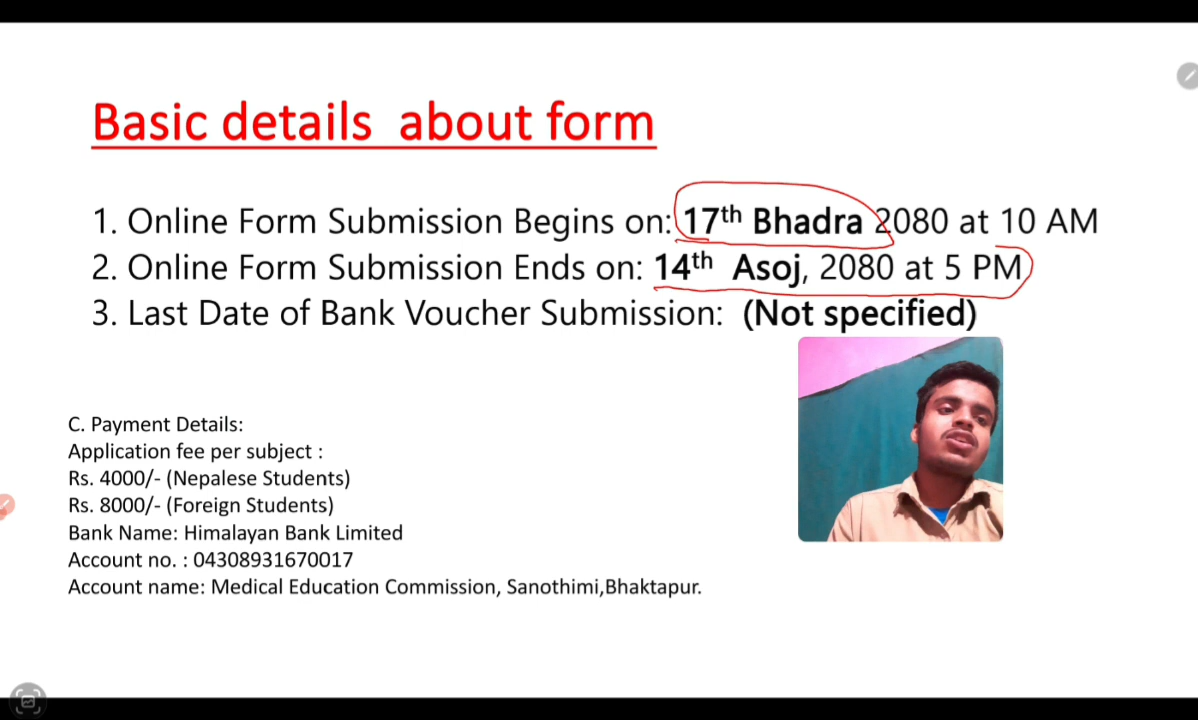 Basic details about form
1. Online Form Submission Begins on: 17th Bhadra 2080 at 10 AM
2. Online Form Submission Ends on: 14th Asoj, 2080 at 5 PM
3. Last Date of Bank Voucher Submission: (Not specified)
C. Payment Details:
Application fee per subject :
Rs. 4000/- (Nepalese Students)
Rs. 8000/- (Foreign Students)
Bank Name: Himalayan Bank Limited
Account no. : 04308931670017
Account name: Medical Education Commission, Sanothimi,Bhaktapur.